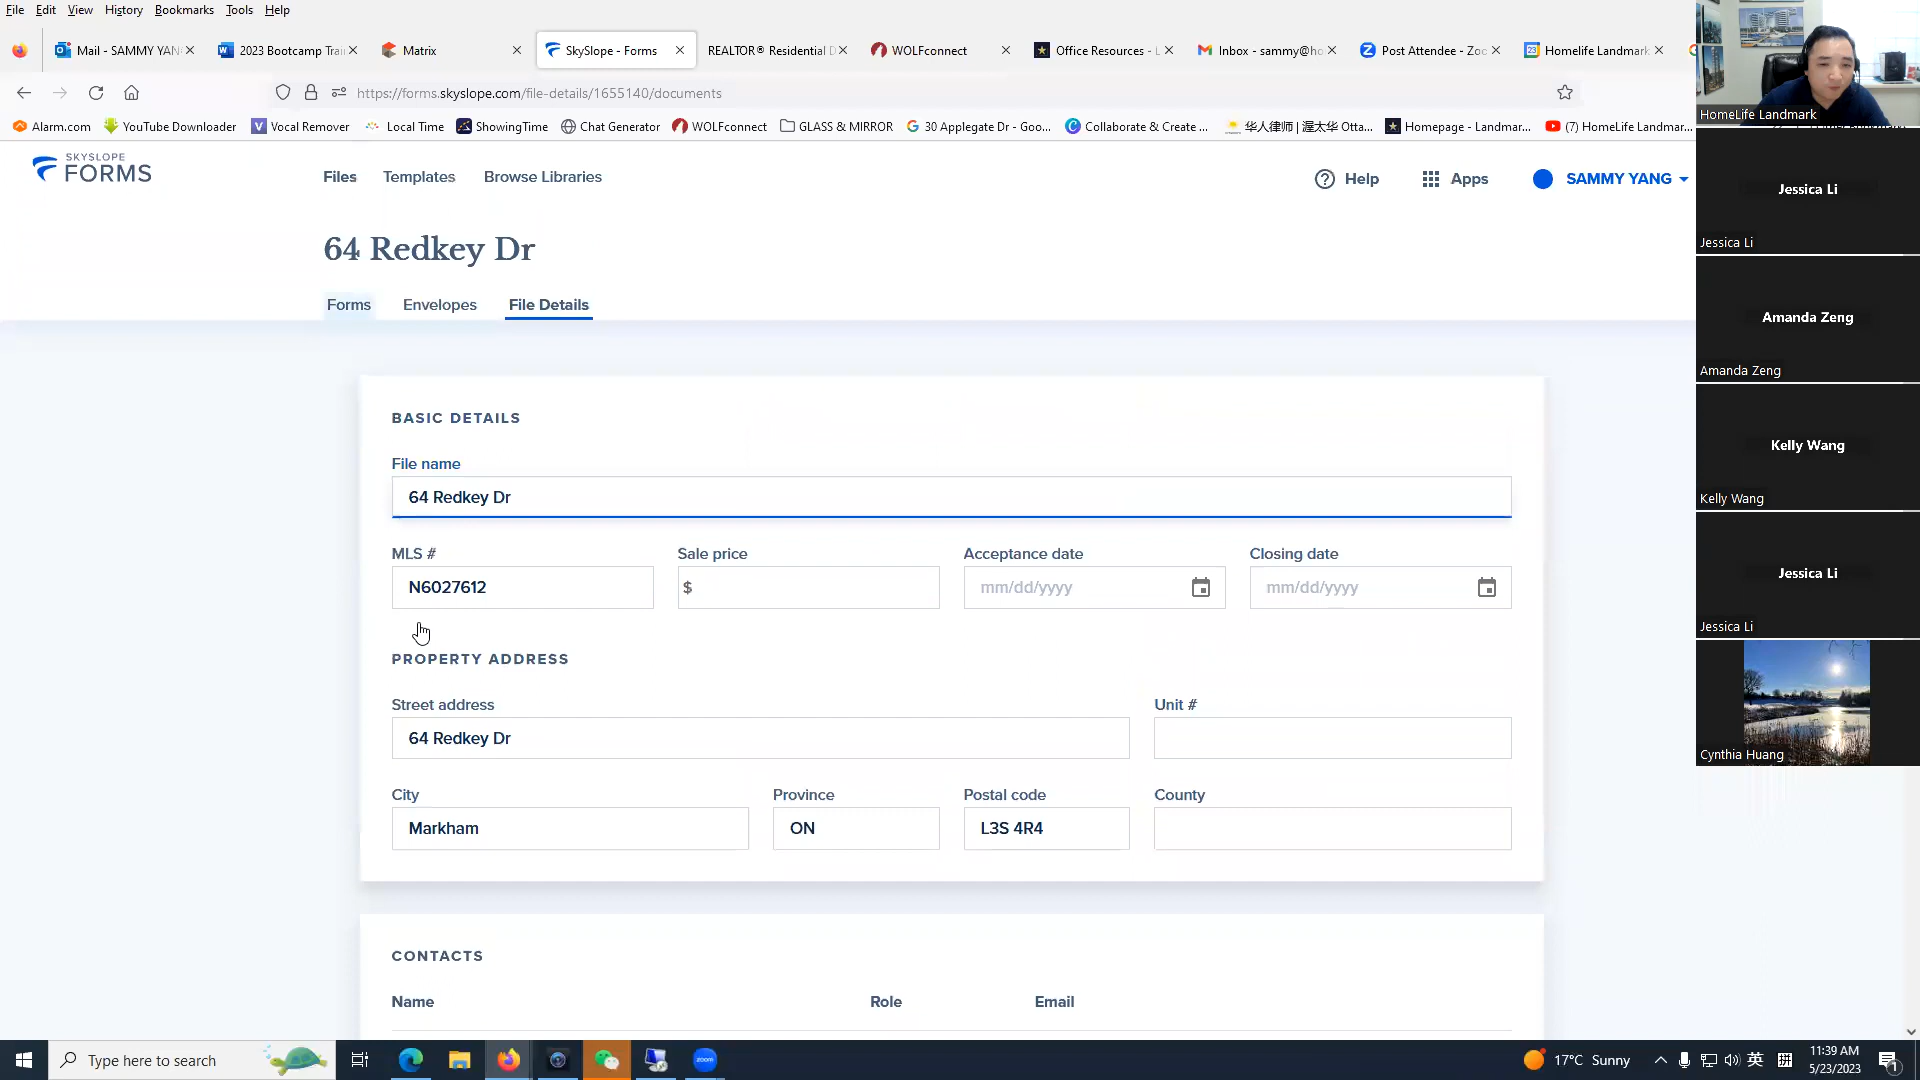 File Edit View History Bookmarks Tools Help
Mail - SAMMY YAN
2023 Bootcamp Trai
Matrix
SkySlope - Forms
REALTOR® Residential D
WOLFconnect
Office Resources - L
Inbox - sammy@ho
Post Attendee - Zoo
Homelife Landmark
https://forms.skyslope.com/file-details/1655140/documents
Alarm.com
YouTube Downloader
Vocal Remover
Local Time
ShowingTime
Chat Generator
WOLFconnect
GLASS & MIRROR
30 Applegate Dr - Goo...
Collaborate & Create ...
华人律师 | 渥太华 Otta...
Homepage - Landmar...
(7) HomeLife Landmar...
SKYSLOPE
FORMS
Files Templates Browse Libraries
Help Apps SAMMY YANG
64 Redkey Dr
Forms Envelopes File Details
BASIC DETAILS
File name
64 Redkey Dr
MLS # Sale price Acceptance date Closing date
N6027612 $ mm/dd/yyyy mm/dd/yyyy
PROPERTY ADDRESS
Street address Unit #
64 Redkey Dr
City Province Postal code County
Markham ON L3S 4R4
CONTACTS
Name Role Email
HomeLife Landmark
Jessica Li
Jessica Li
Amanda Zeng
Amanda Zeng
Kelly Wang
Kelly Wang
Jessica Li
Jessica Li
Cynthia Huang
Type here to search
zoom
17°C Sunny
英
拼
11:39 AM
5/23/2023
1